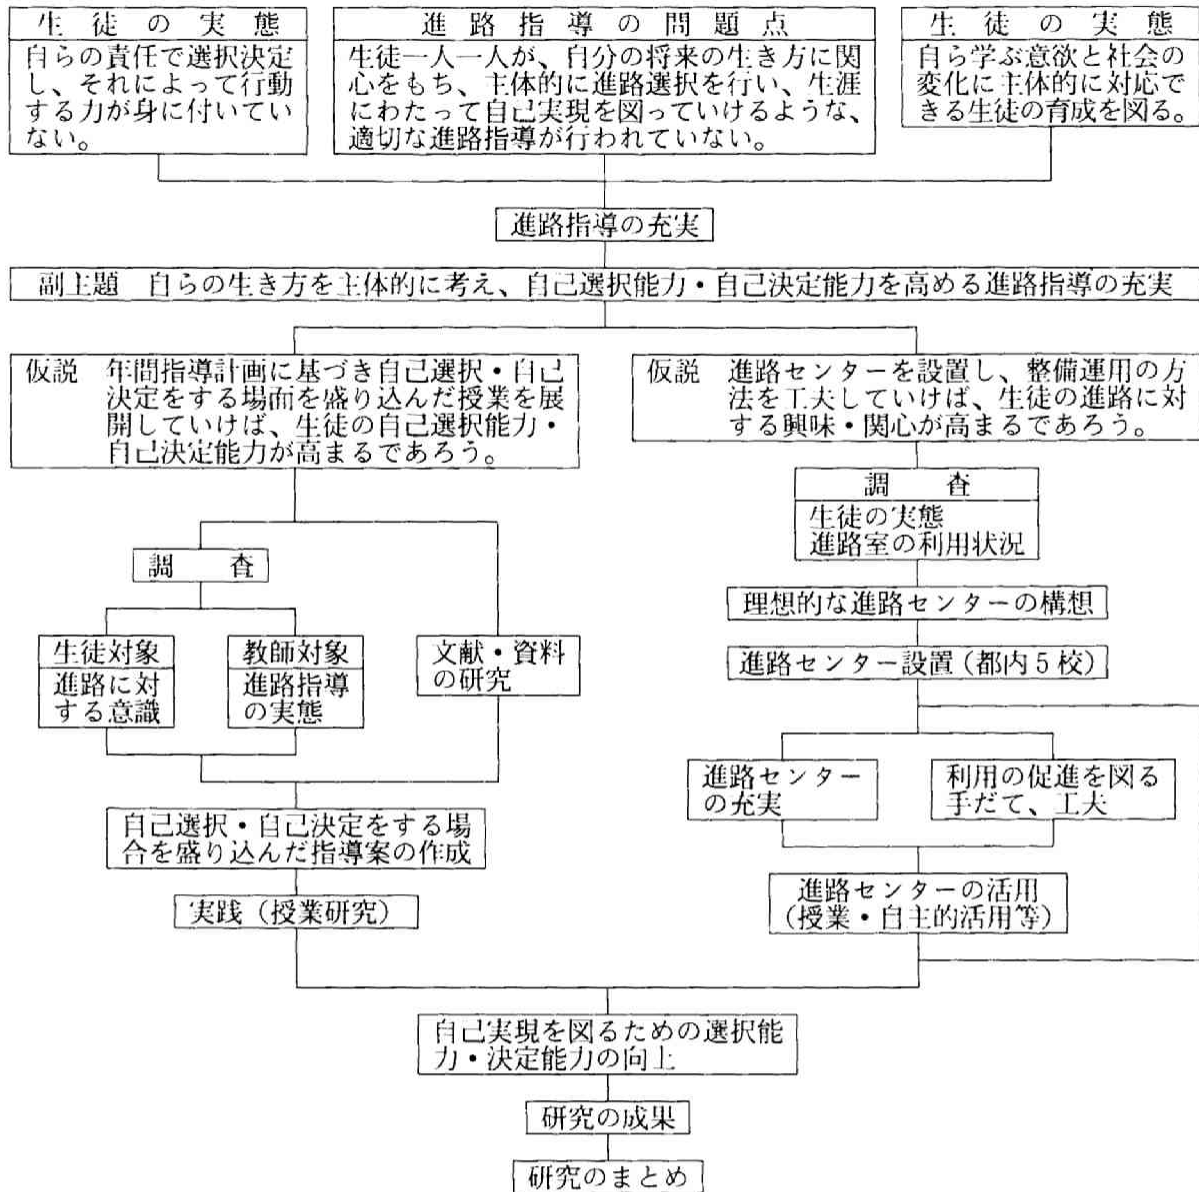 生徒の実態
自らの責任で選択決定
し、それによって行動
する力が身に付いてい
ない。
進路指導の問題点
生徒一人一人が、自分の将来の生き方に関
心をもち、主体的に進路選択を行い、生涯
にわたって自己実現を図っていけるような、
適切な進路指導が行われていない。
生徒の実態
自ら学ぶ意欲と社会の
変化に主体的に対応で
きる生徒の育成を図る。
進路指導の充実
副主題 自らの生き方を主体的に考え、自己選択能力・自己決定能力を高める進路指導の充実
仮説 年間指導計画に基づき自己選択・自己
決定をする場面を盛り込んだ授業を展
開していけば、生徒の自己選択能力・
自己決定能力が高まるであろう。
調査
生徒対象
進路に対
する意識
教師対象
進路指導
の実態
文献・資料
の研究
自己選択・自己決定をする場
合を盛り込んだ指導案の作成
実践(授業研究)
仮説 進路センターを設置し、整備運用の方
法を工夫していけば、生徒の進路に対
する興味・関心が高まるであろう。
調査
生徒の実態
進路室の利用状況
理想的な進路センターの構想
進路センター設置(都内5校)
進路センター
の充実
利用の促進を図る
手だて、工夫
進路センターの活用
(授業・自主的活用等)
自己実現を図るための選択能
力・決定能力の向上
研究の成果
研究のまとめ